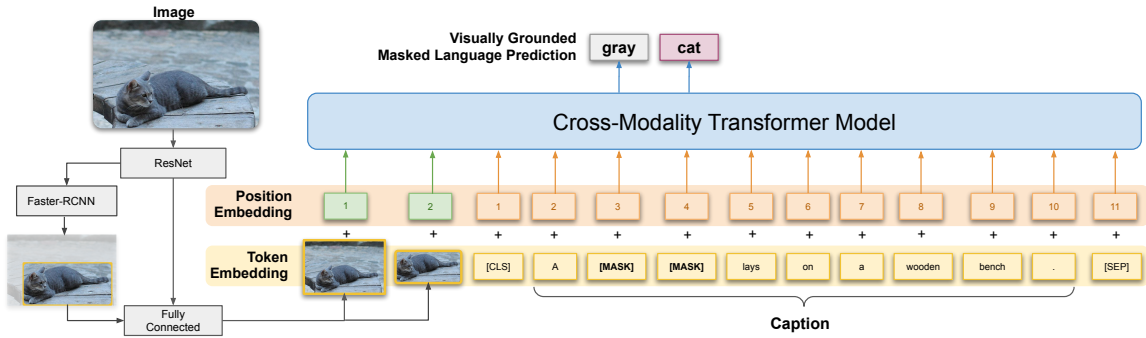 Image
Visually Grounded
Masked Language Prediction
gray cat
Cross-Modality Transformer Model
ResNet
Faster-RCNN
Position
Embedding
1 2 1 2 3 4 5 6 7 8 9 10 11
+ + + + + + + + + + + + +
Token
Embedding
[CLS] A [MASK] [MASK] lays on a wooden bench . [SEP]
Fully
Connected
Caption